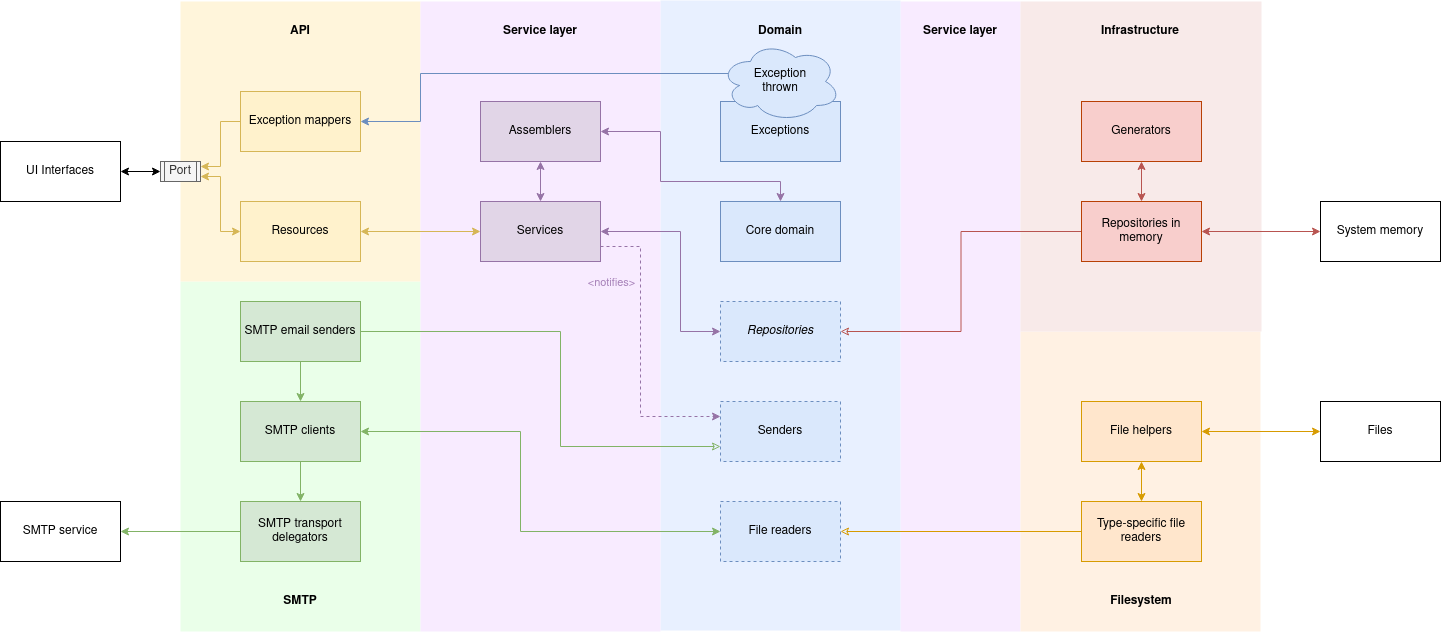 API
Service layer
Domain
Service layer
Infrastructure
Exception
thrown
Exception mappers
Assemblers
Exceptions
Generators
UI Interfaces
Port
Resources
Services
Core domain
Repositories in
memory
System memory
<notifies>
SMTP email senders
Repositories
SMTP clients
Senders
File helpers
Files
SMTP service
SMTP transport
delegators
File readers
Type-specific file
readers
SMTP
Filesystem